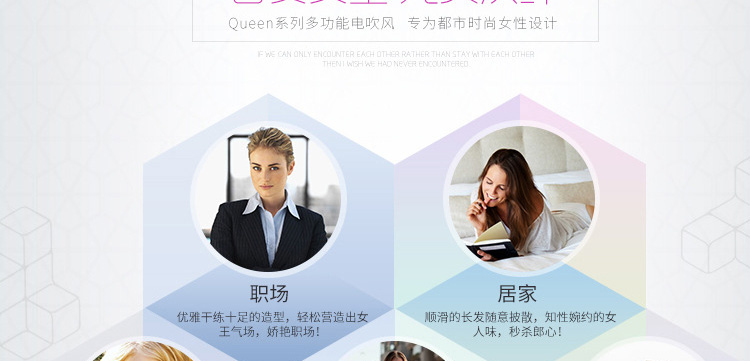 Queen系列多功能电吹风 专为都市时尚女性设计
IF WE CAN ONLY ENCOUNTER EACH OTHER RATHER THAN STAY WITH EACH OTHER
THEN I WISH WE HAD NEVER ENCOUNTERED.
职场
居家
优雅干练十足的造型，轻松营造出女
王气场，娇艳职场！
顺滑的长发随意披散，知性婉约的女
人味，秒杀郎心！